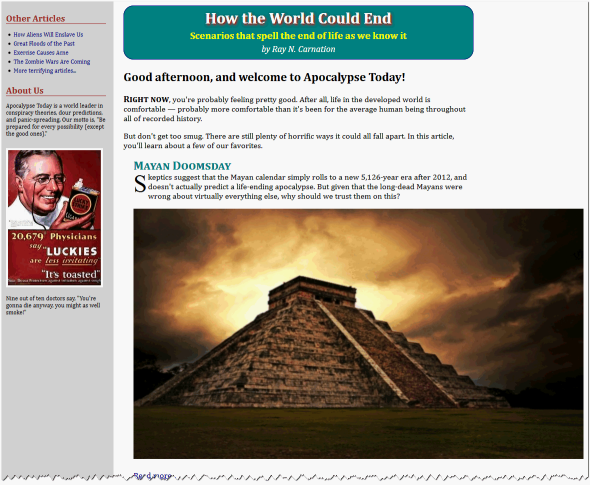 Other Articles
How Aliens Will Enslave Us
Great Floods of the Past
Exercise Causes Acne
The Zombie Wars Are Coming
More terrifying articles...
About Us
Apocalypse Today is a world leader in
conspiracy theories, dour predictions,
and panic-spreading. Our motto is, "Be
prepared for every possibility (except
the good ones)."
20,679 Physicians
say "LUCKIES
are less irritating"
"It's toasted"
Nine out of ten doctors say, "You're
gonna die anyway, you might as well
smoke!"
How the World Could End
Scenarios that spell the end of life as we know it
by Ray N. Carnation
Good afternoon, and welcome to Apocalypse Today!
RIGHT NOW, you're probably feeling pretty good. After all, life in the developed world is
comfortable — probably more comfortable than it's been for the average human being throughout
all of recorded history.
But don't get too smug. There are still plenty of horrific ways it could all fall apart. In this article,
you'll learn about a few of our favorites.
MAYAN DOOMSDAY
Skeptics suggest that the Mayan calendar simply rolls to a new 5,126-year era after 2012, and
doesn't actually predict a life-ending apocalypse. But given that the long-dead Mayans were
wrong about virtually everything else, why should we trust them on this?
Read more